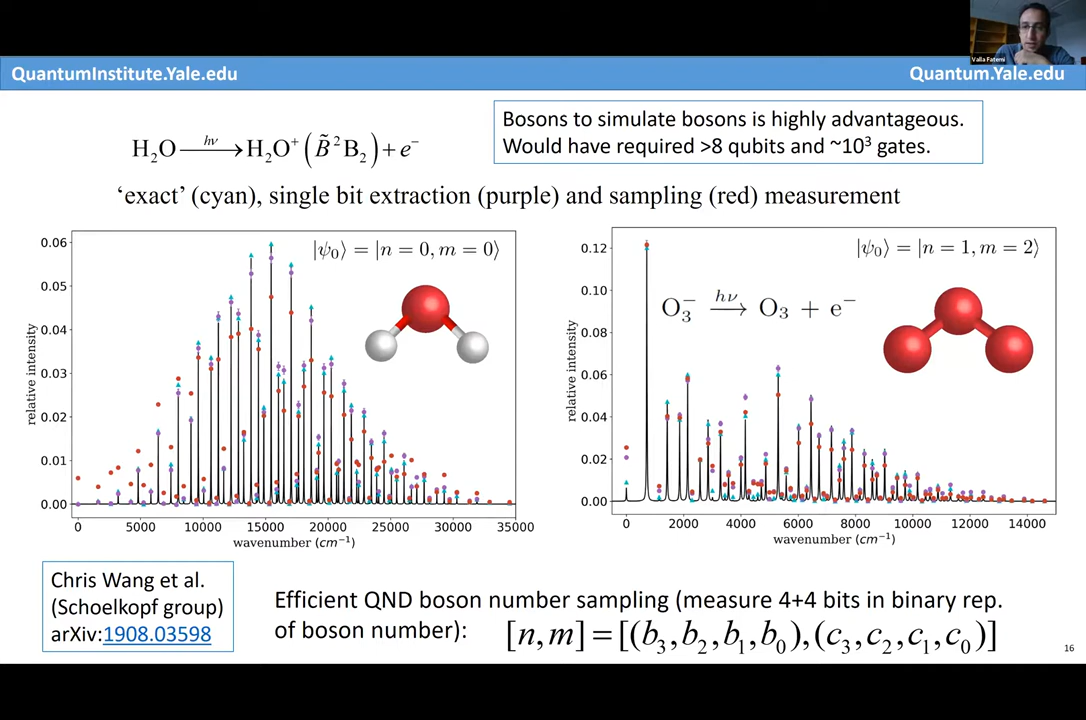 Valla Fatemi
QuantumInstitute.Yale.edu
Quantum.Yale.edu
H₂O —hν→ H₂O⁺ (B̃ ²B₂) + e⁻
Bosons to simulate bosons is highly advantageous.
Would have required >8 qubits and ~10³ gates.
‘exact’ (cyan), single bit extraction (purple) and sampling (red) measurement
|ψ₀⟩ = |n = 0, m = 0⟩
relative intensity
0.06
0.05
0.04
0.03
0.02
0.01
0.00
0 5000 10000 15000 20000 25000 30000 35000
wavenumber (cm⁻¹)
|ψ₀⟩ = |n = 1, m = 2⟩
O₃⁻ —hν→ O₃ + e⁻
relative intensity
0.12
0.10
0.08
0.06
0.04
0.02
0.00
0 2000 4000 6000 8000 10000 12000 14000
wavenumber (cm⁻¹)
Chris Wang et al.
(Schoelkopf group)
arXiv:1908.03598
Efficient QND boson number sampling (measure 4+4 bits in binary rep.
of boson number): [n,m] = [(b₃,b₂,b₁,b₀),(c₃,c₂,c₁,c₀)]
16